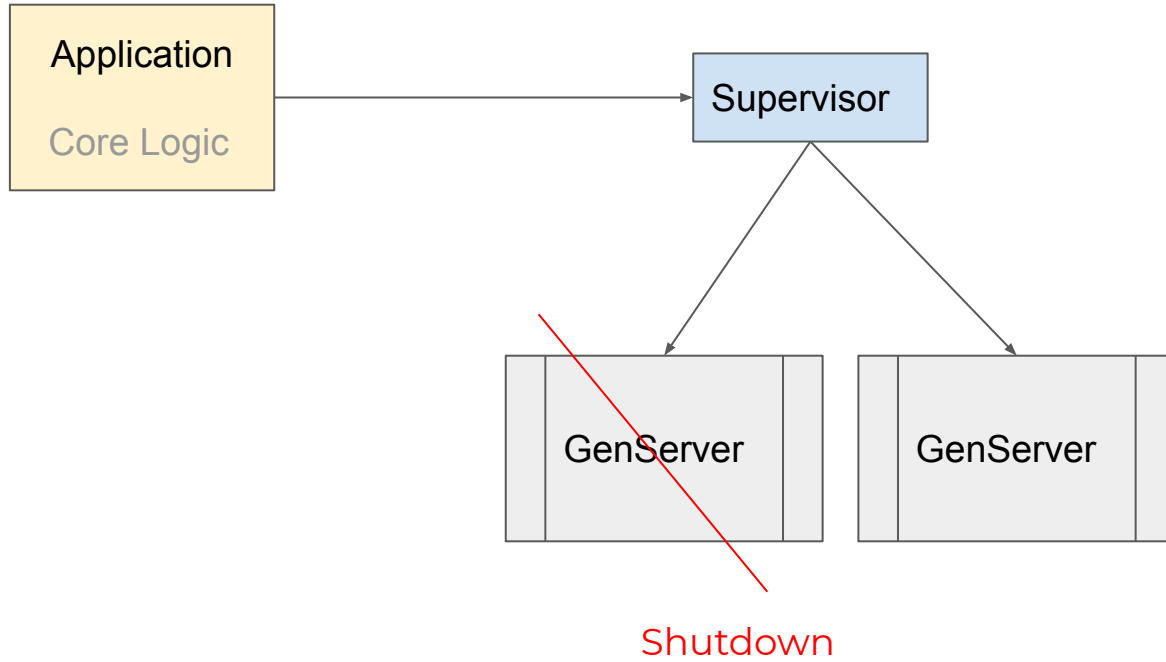 Application
Core Logic
Supervisor
GenServer
GenServer
Shutdown